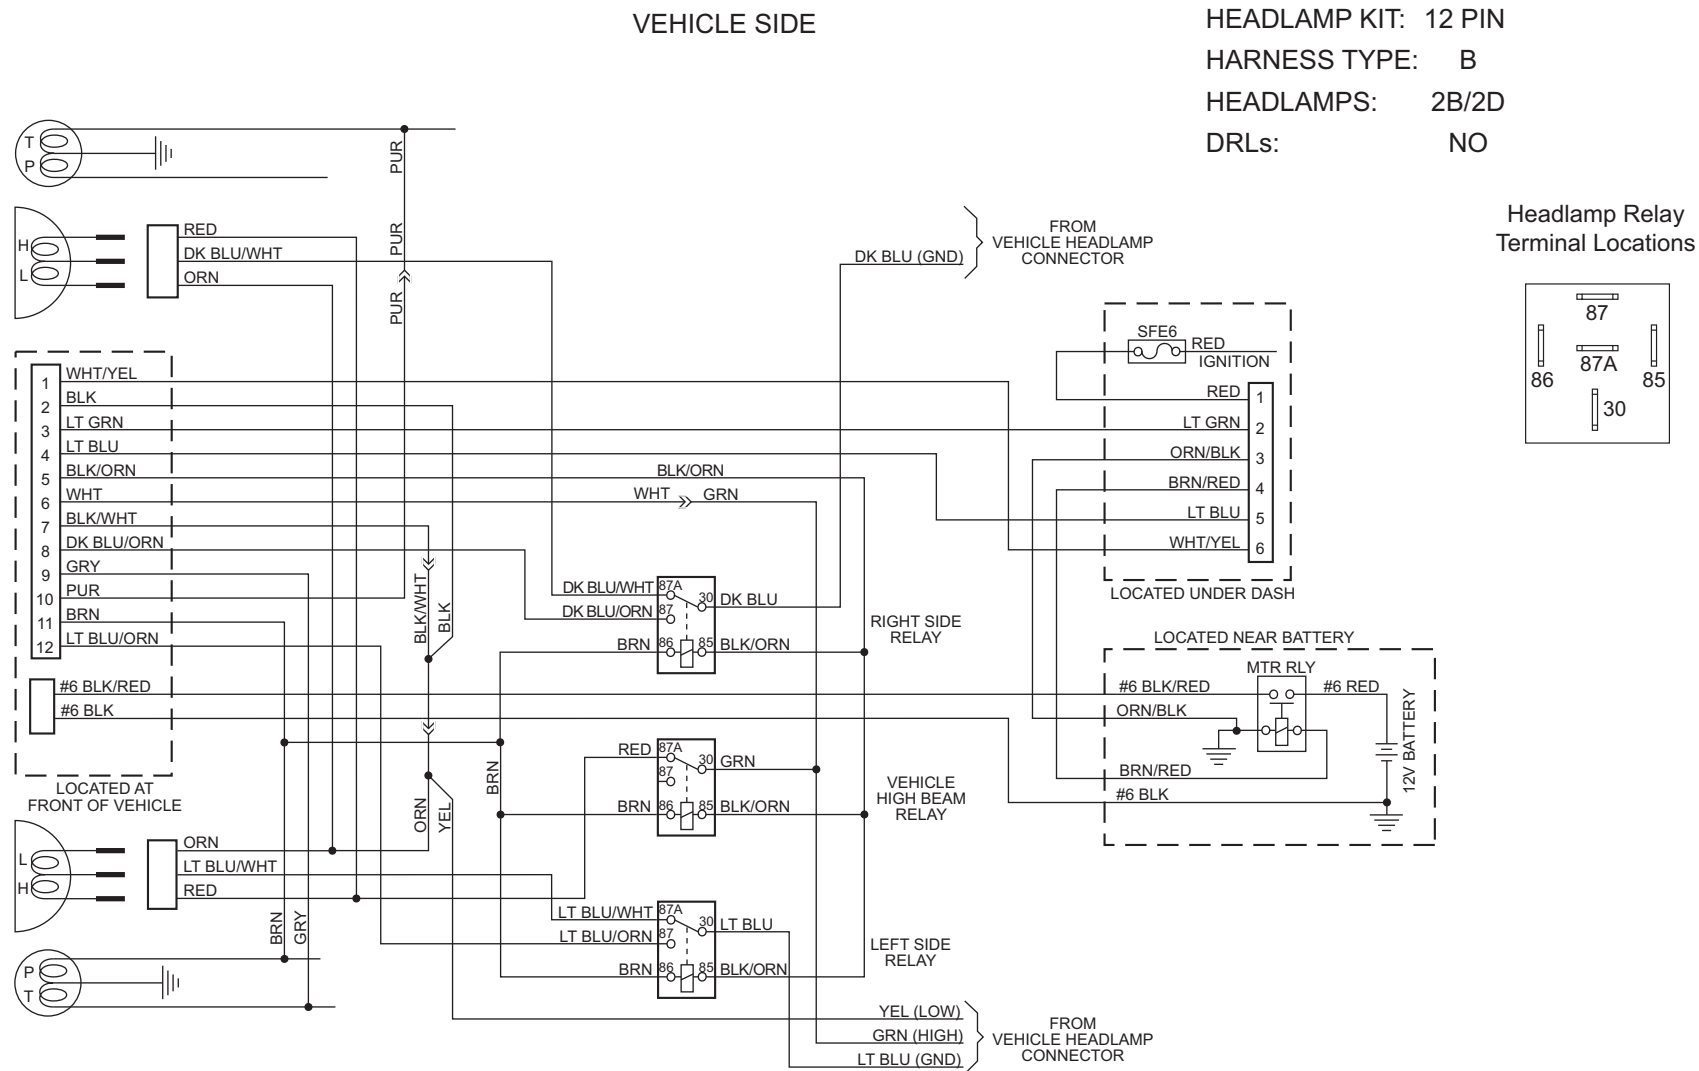 VEHICLE SIDE
HEADLAMP KIT: 12 PIN
HARNESS TYPE: B
HEADLAMPS: 2B/2D
DRLs: NO
Headlamp Relay
Terminal Locations
87
87A
86
85
30
T
P
PUR
PUR
PUR
H
L
RED
DK BLU/WHT
ORN
DK BLU (GND)
FROM
VEHICLE HEADLAMP
CONNECTOR
1 WHT/YEL
2 BLK
3 LT GRN
4 LT BLU
5 BLK/ORN
6 WHT
7 BLK/WHT
8 DK BLU/ORN
9 GRY
10 PUR
11 BRN
12 LT BLU/ORN
#6 BLK/RED
#6 BLK
LOCATED AT
FRONT OF VEHICLE
BLK/ORN
WHT GRN
BLK/WHT
BLK
SFE6
RED
IGNITION
RED 1
LT GRN 2
ORN/BLK 3
BRN/RED 4
LT BLU 5
WHT/YEL 6
LOCATED UNDER DASH
DK BLU/WHT 87A
30 DK BLU
DK BLU/ORN 87
BRN 86 85 BLK/ORN
RIGHT SIDE
RELAY
LOCATED NEAR BATTERY
MTR RLY
#6 BLK/RED
#6 RED
ORN/BLK
BRN/RED
#6 BLK
12V BATTERY
RED 87A
30 GRN
87
BRN 86 85 BLK/ORN
VEHICLE
HIGH BEAM
RELAY
BRN
ORN
YEL
L
H
ORN
LT BLU/WHT
RED
BRN
GRY
LT BLU/WHT 87A
30 LT BLU
LT BLU/ORN 87
BRN 86 85 BLK/ORN
LEFT SIDE
RELAY
P
T
YEL (LOW)
GRN (HIGH)
LT BLU (GND)
FROM
VEHICLE HEADLAMP
CONNECTOR